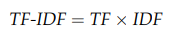 TF-IDF = TF × IDF